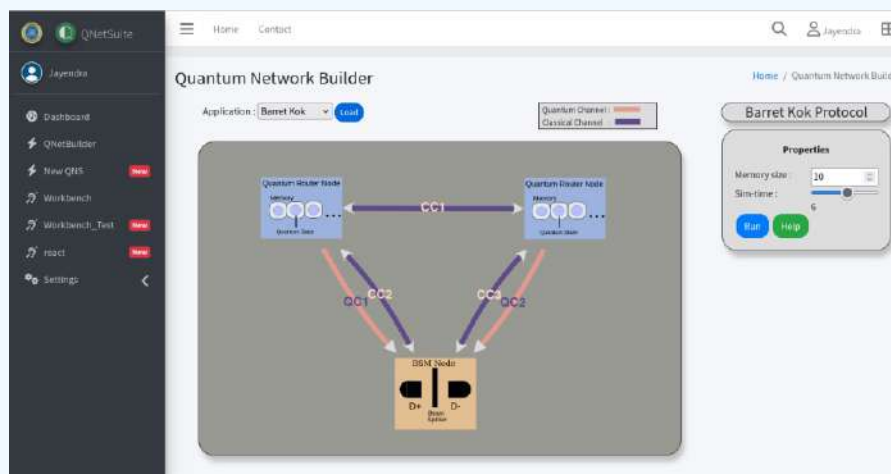 QNetSuite
Home Contact
Jayendra
Jayendra
Quantum Network Builder
Home / Quantum Network Build
Dashboard
QNetBuilder
New QNS New
Workbench
Workbench_Test New
react New
Settings
Application : Barret Kok Load
Quantum Channel :
Classical Channel
Quantum Router Node
Memory
...
Quantum State
Quantum Router Node
Memory
...
Quantum State
CC1
QC1
CC2
CC3
QC2
BSM Node
D+ D-
Beam
Splitter
Barret Kok Protocol
Properties
Memory size : 10
Sim-time :
6
Run Help